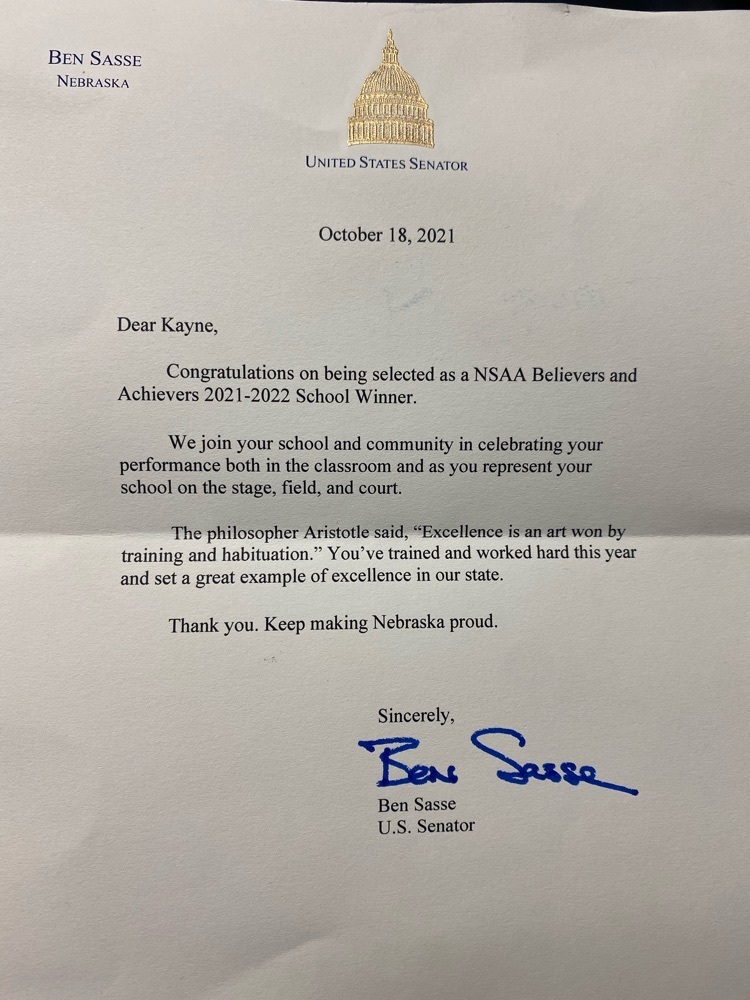 BEN SASSE
NEBRASKA
UNITED STATES SENATOR
October 18, 2021
Dear Kayne,
Congratulations on being selected as a NSAA Believers and
Achievers 2021-2022 School Winner.
We join your school and community in celebrating your
performance both in the classroom and as you represent your
school on the stage, field, and court.
The philosopher Aristotle said, “Excellence is an art won by
training and habituation.” You’ve trained and worked hard this year
and set a great example of excellence in our state.
Thank you. Keep making Nebraska proud.
Sincerely,
Ben Sasse
Ben Sasse
U.S. Senator